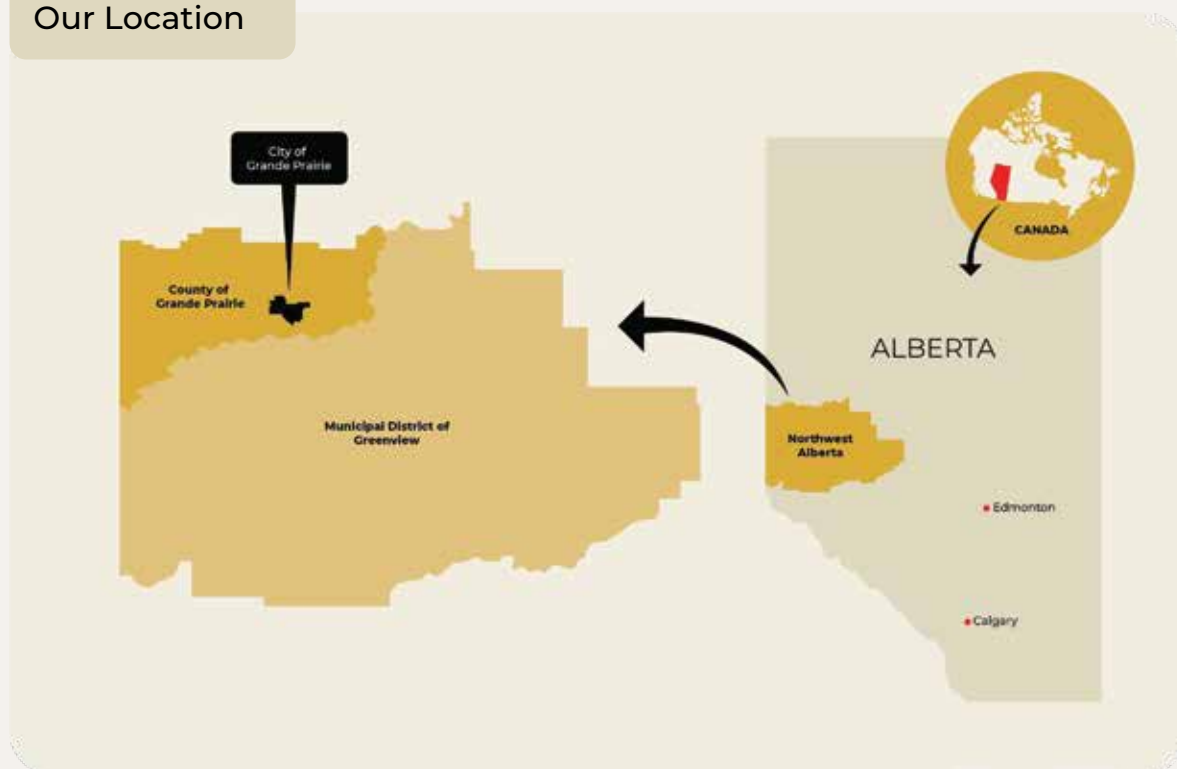 Our Location
City of
Grande Prairie
County of
Grande Prairie
Municipal District of
Greenview
CANADA
ALBERTA
Northwest
Alberta
Edmonton
Calgary